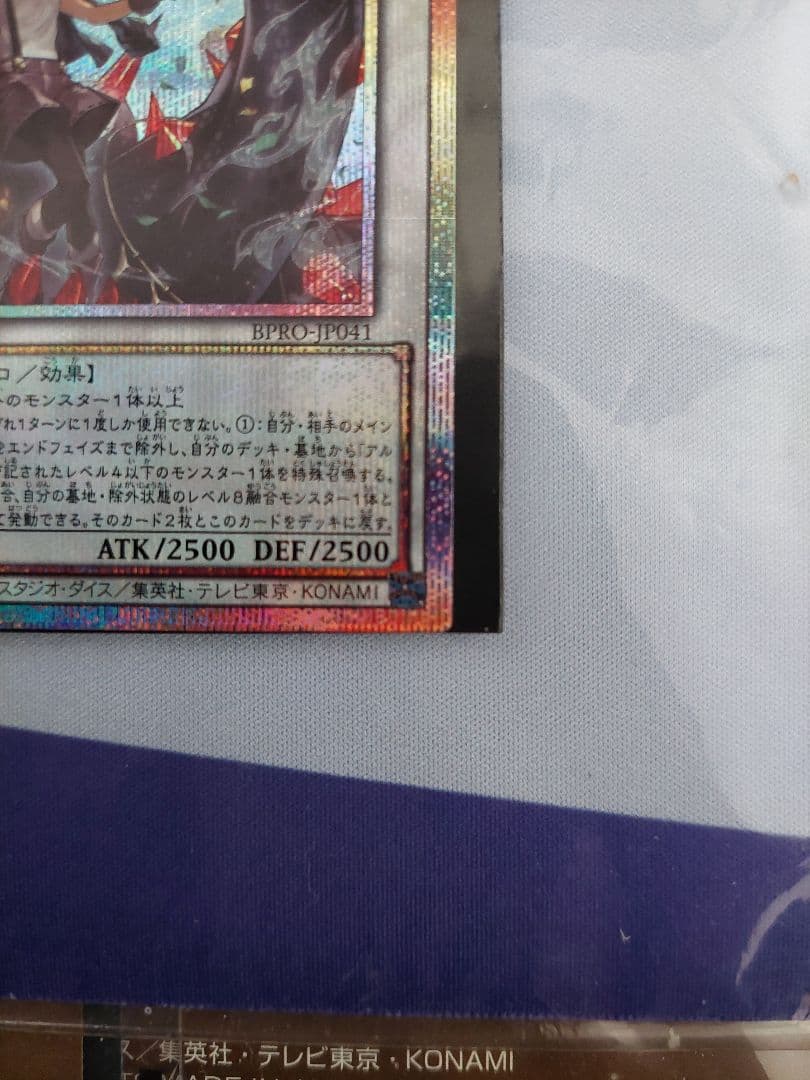 BPRO-JP041
ロ/効果】
のモンスター1体以上
れ1ターンに1度しか使用できない。①:自分・相手のメイン
をエンドフェイズまで除外し、自分のデッキ・墓地から「アル
記されたレベル4以下のモンスター1体を特殊召喚する。
合、自分の墓地・除外状態のレベル8融合モンスター1体と
て発動できる。そのカード2枚とこのカードをデッキに戻す。
ATK/2500 DEF/2500
スタジオ・ダイス/集英社・テレビ東京・KONAMI
ス/集英社・テレビ東京・KONAMI